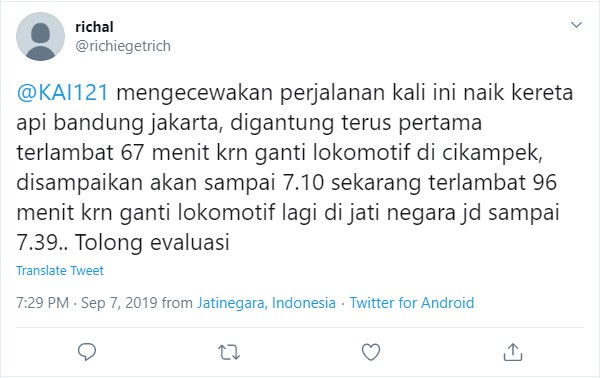 richal
@richiegetrich
@KAI121 mengecewakan perjalanan kali ini naik kereta
api bandung jakarta, digantung terus pertama
terlambat 67 menit krn ganti lokomotif di cikampek,
disampaikan akan sampai 7.10 sekarang terlambat 96
menit krn ganti lokomotif lagi di jati negara jd sampai
7.39.. Tolong evaluasi
Translate Tweet
7:29 PM · Sep 7, 2019 from Jatinegara, Indonesia · Twitter for Android